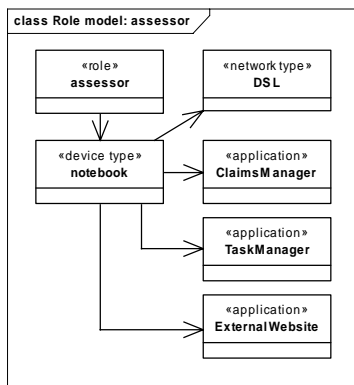 class Role model: assessor
«role»
assessor
«network type»
DSL
«device type»
notebook
«application»
ClaimsManager
«application»
TaskManager
«application»
ExternalWebsite